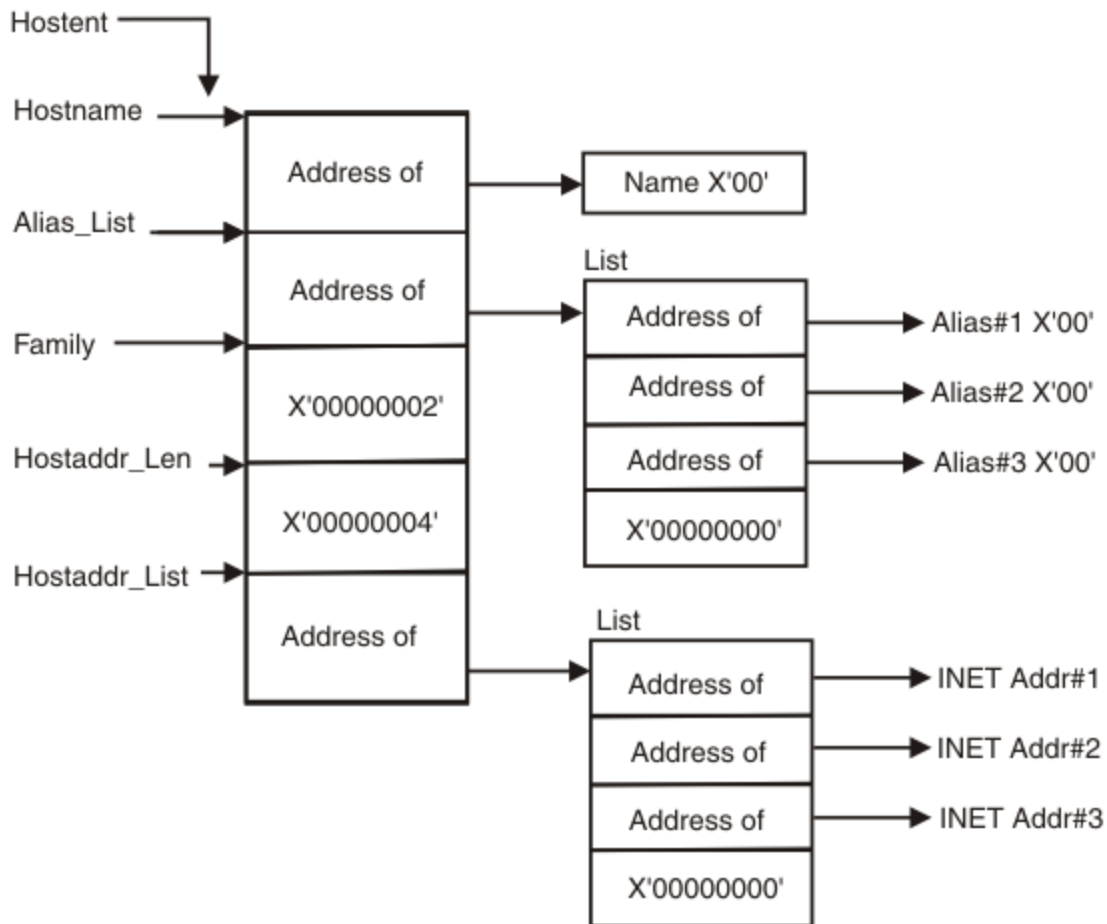 Hostent
Hostname
Address of
Name X'00'
Alias_List
Address of
List
Address of
Alias#1 X'00'
Family
X'00000002'
Address of
Alias#2 X'00'
Hostaddr_Len
Address of
Alias#3 X'00'
X'00000004'
X'00000000'
Hostaddr_List
Address of
List
Address of
INET Addr#1
Address of
INET Addr#2
Address of
INET Addr#3
X'00000000'